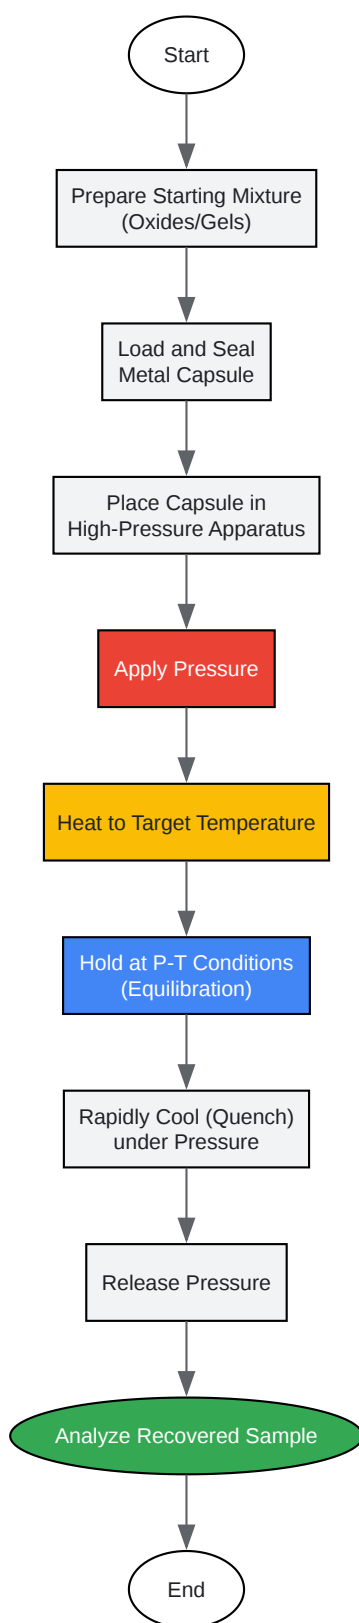 Start
Prepare Starting Mixture
(Oxides/Gels)
Load and Seal
Metal Capsule
Place Capsule in
High-Pressure Apparatus
Apply Pressure
Heat to Target Temperature
Hold at P-T Conditions
(Equilibration)
Rapidly Cool (Quench)
under Pressure
Release Pressure
Analyze Recovered Sample
End